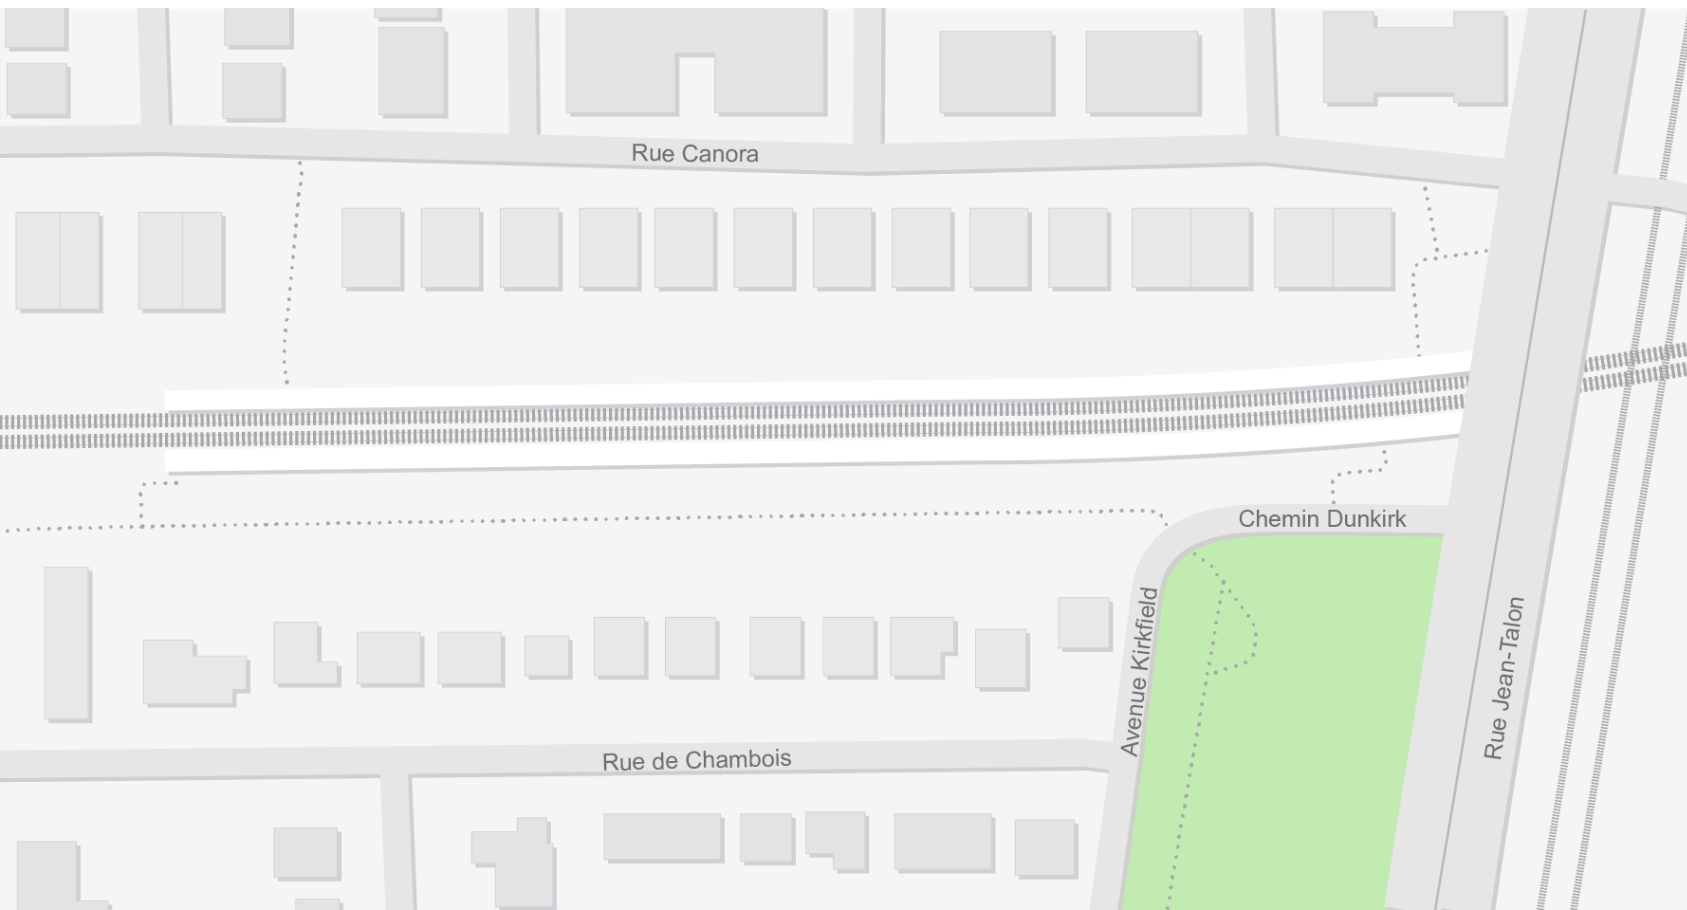 Rue Canora
Chemin Dunkirk
Avenue Kirkfield
Rue Jean-Talon
Rue de Chambois